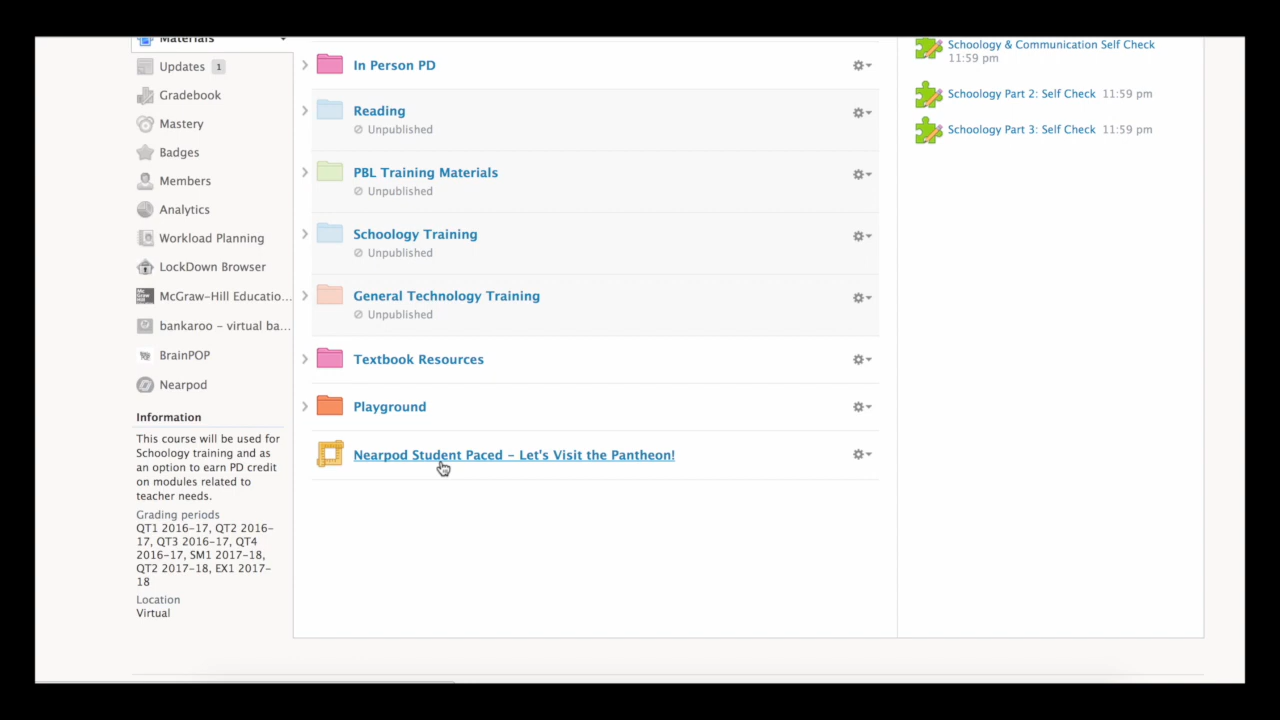 Materials
Updates 1
Gradebook
Mastery
Badges
Members
Analytics
Workload Planning
LockDown Browser
Mc Graw Hill
McGraw-Hill Educatio...
bankaroo – virtual ba...
BrainPOP
Nearpod
Information
This course will be used for
Schoology training and as
an option to earn PD credit
on modules related to
teacher needs.
Grading periods
QT1 2016-17, QT2 2016-
17, QT3 2016-17, QT4
2016-17, SM1 2017-18,
QT2 2017-18, EX1 2017-
18
Location
Virtual
In Person PD
Reading
Unpublished
PBL Training Materials
Unpublished
Schoology Training
Unpublished
General Technology Training
Unpublished
Textbook Resources
Playground
Nearpod Student Paced – Let's Visit the Pantheon!
Schoology & Communication Self Check
11:59 pm
Schoology Part 2: Self Check 11:59 pm
Schoology Part 3: Self Check 11:59 pm